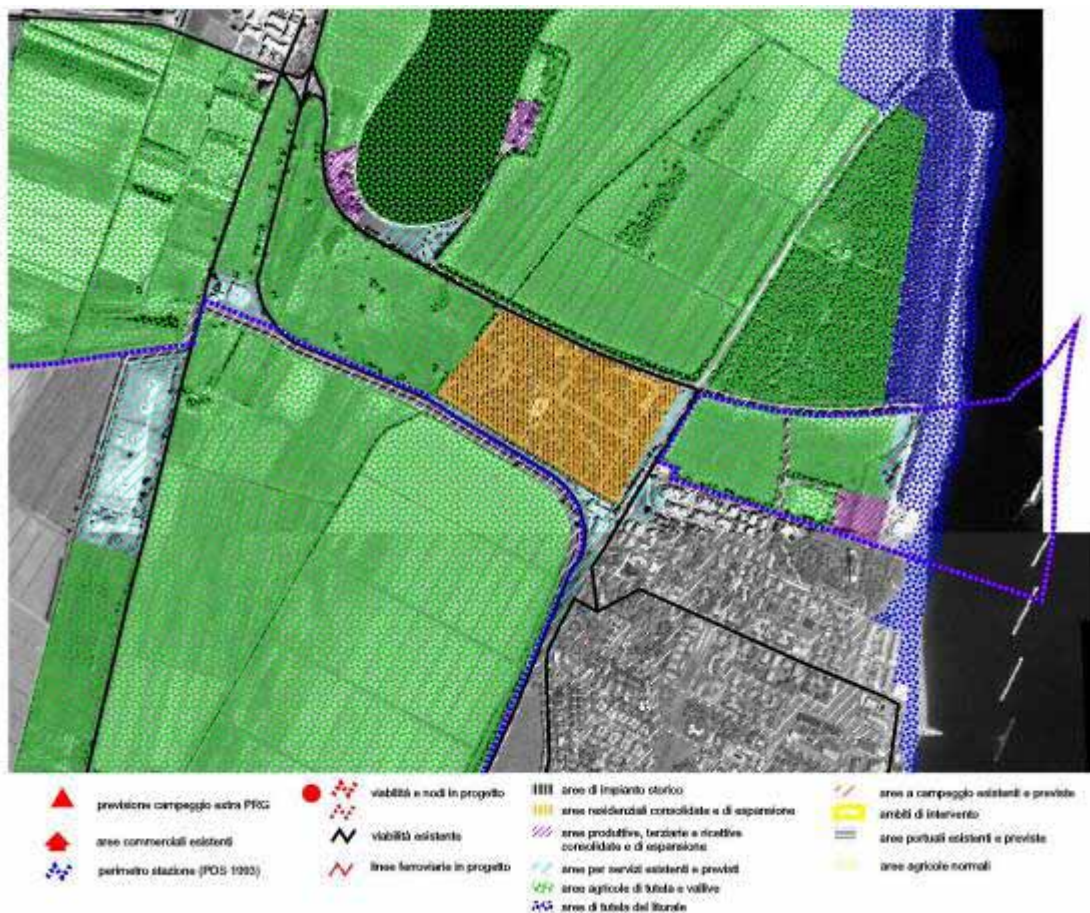 previsione campeggio extra PRG
aree commerciali esistenti
perimetro stazione (PDS 1993)
viabilità e nodi in progetto
viabilità esistente
linee ferroviarie in progetto
aree di impianto storico
aree residenziali consolidate e di espansione
aree produttive, terziarie e ricettive
consolidate e di espansione
aree per servizi esistenti e previsti
aree agricole di tutela e vallive
aree di tutela del litorale
aree a campeggio esistenti e previste
ambiti di intervento
aree portuali esistenti e previste
aree agricole normali